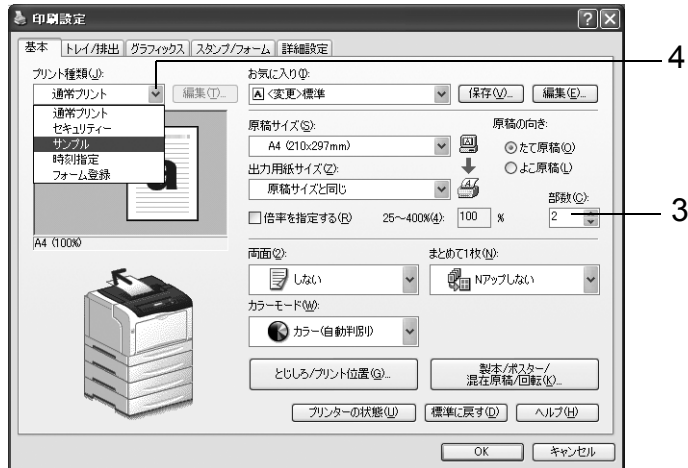 印刷設定
基本 トレイ/排出 グラフィックス スタンプ/フォーム 詳細設定
プリント種類(J):
通常プリント 編集(T)...
通常プリント
セキュリティー
サンプル
時刻指定
フォーム登録
a
A4 (100%)
お気に入り(I):
A <変更>標準 保存(V)... 編集(E)...
4
原稿サイズ(S):
A4 (210x297mm)
出力用紙サイズ(Z):
原稿サイズと同じ
原稿の向き:
たて原稿(O)
よこ原稿(L)
倍率を指定する(R) 25～400%(4): 100 %
部数(C):
2
3
両面(2):
しない
まとめて1枚(N):
Nアップしない
カラーモード(W):
カラー(自動判別)
とじしろ/プリント位置(G)...
製本/ポスター/
混在原稿/回転(K)...
プリンターの状態(U) 標準に戻す(D) ヘルプ(H)
OK キャンセル